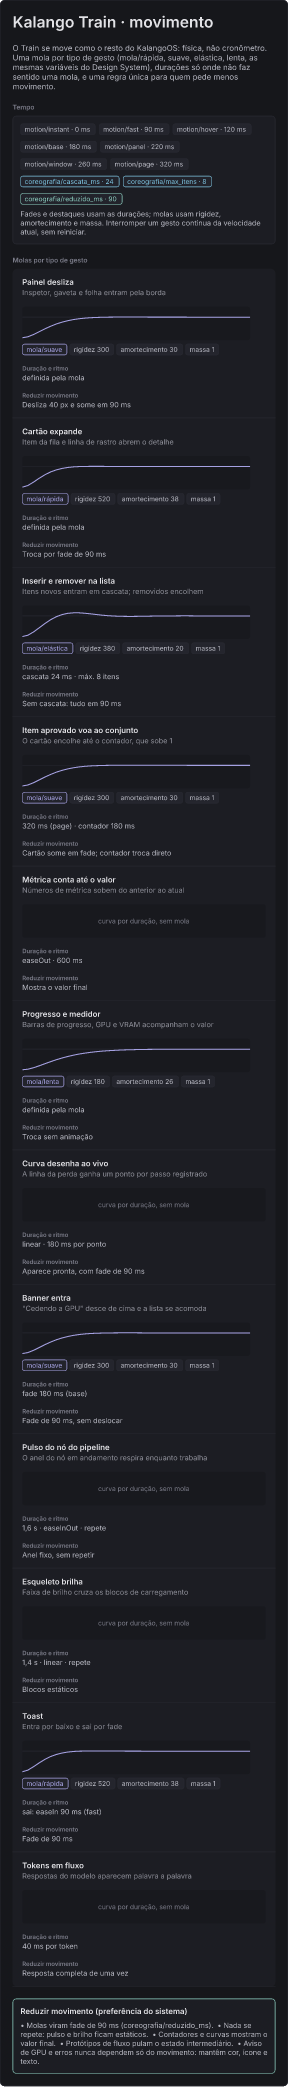 Kalango Train · movimento
O Train se move como o resto do KalangoOS: física, não cronômetro.
Uma mola por tipo de gesto (mola/rápida, suave, elástica, lenta, as
mesmas variáveis do Design System), durações só onde não faz
sentido uma mola, e uma regra única para quem pede menos
movimento.
Tempo
motion/instant · 0 ms
motion/fast · 90 ms
motion/hover · 120 ms
motion/base · 180 ms
motion/panel · 220 ms
motion/window · 260 ms
motion/page · 320 ms
coreografia/cascata_ms · 24
coreografia/max_itens · 8
coreografia/reduzido_ms · 90
Fades e destaques usam as durações; molas usam rigidez,
amortecimento e massa. Interromper um gesto continua da velocidade
atual, sem reiniciar.
Molas por tipo de gesto
Painel desliza
Inspetor, gaveta e folha entram pela borda
mola/suave
rigidez 300
amortecimento 30
massa 1
Duração e ritmo
definida pela mola
Reduzir movimento
Desliza 40 px e some em 90 ms
Cartão expande
Item da fila e linha de rastro abrem o detalhe
mola/rápida
rigidez 520
amortecimento 38
massa 1
Duração e ritmo
definida pela mola
Reduzir movimento
Troca por fade de 90 ms
Inserir e remover na lista
Itens novos entram em cascata; removidos encolhem
mola/elástica
rigidez 380
amortecimento 20
massa 1
Duração e ritmo
cascata 24 ms · máx. 8 itens
Reduzir movimento
Sem cascata: tudo em 90 ms
Item aprovado voa ao conjunto
O cartão encolhe até o contador, que sobe 1
mola/suave
rigidez 300
amortecimento 30
massa 1
Duração e ritmo
320 ms (page) · contador 180 ms
Reduzir movimento
Cartão some em fade; contador troca direto
Métrica conta até o valor
Números de métrica sobem do anterior ao atual
curva por duração, sem mola
Duração e ritmo
easeOut · 600 ms
Reduzir movimento
Mostra o valor final
Progresso e medidor
Barras de progresso, GPU e VRAM acompanham o valor
mola/lenta
rigidez 180
amortecimento 26
massa 1
Duração e ritmo
definida pela mola
Reduzir movimento
Troca sem animação
Curva desenha ao vivo
A linha da perda ganha um ponto por passo registrado
curva por duração, sem mola
Duração e ritmo
linear · 180 ms por ponto
Reduzir movimento
Aparece pronta, com fade de 90 ms
Banner entra
"Cedendo a GPU" desce de cima e a lista se acomoda
mola/suave
rigidez 300
amortecimento 30
massa 1
Duração e ritmo
fade 180 ms (base)
Reduzir movimento
Fade de 90 ms, sem deslocar
Pulso do nó do pipeline
O anel do nó em andamento respira enquanto trabalha
curva por duração, sem mola
Duração e ritmo
1,6 s · easeInOut · repete
Reduzir movimento
Anel fixo, sem repetir
Esqueleto brilha
Faixa de brilho cruza os blocos de carregamento
curva por duração, sem mola
Duração e ritmo
1,4 s · linear · repete
Reduzir movimento
Blocos estáticos
Toast
Entra por baixo e sai por fade
mola/rápida
rigidez 520
amortecimento 38
massa 1
Duração e ritmo
sai: easeIn 90 ms (fast)
Reduzir movimento
Fade de 90 ms
Tokens em fluxo
Respostas do modelo aparecem palavra a palavra
curva por duração, sem mola
Duração e ritmo
40 ms por token
Reduzir movimento
Resposta completa de uma vez
Reduzir movimento (preferência do sistema)
• Molas viram fade de 90 ms (coreografia/reduzido_ms). • Nada se
repete: pulso e brilho ficam estáticos. • Contadores e curvas mostram o
valor final. • Protótipos de fluxo pulam o estado intermediário. • Aviso
de GPU e erros nunca dependem só do movimento: mantêm cor, ícone e
texto.